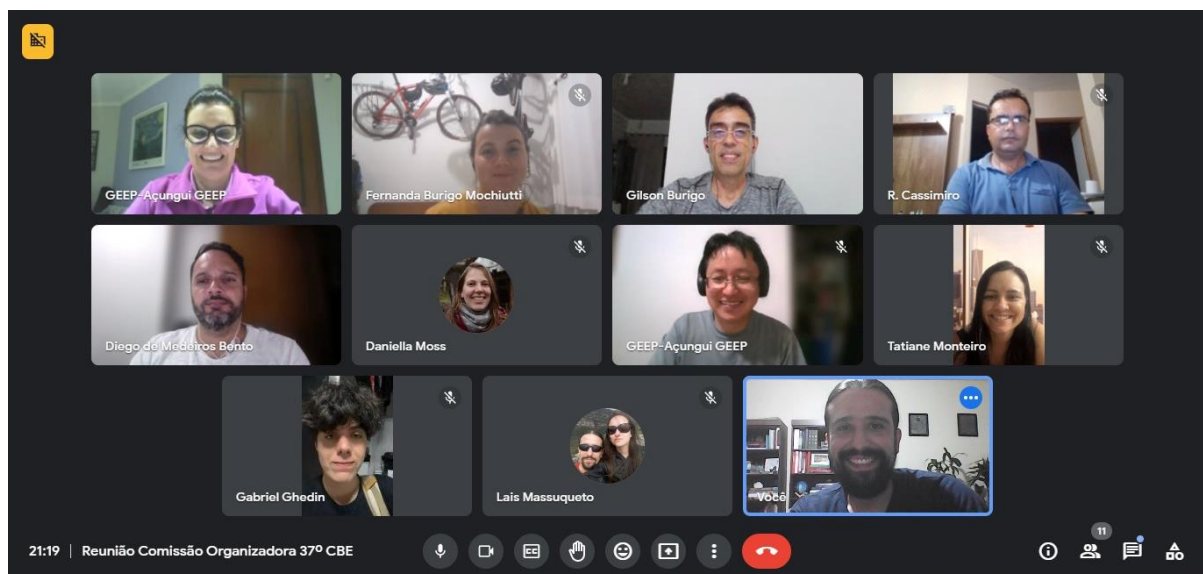 GEEP-Açungui GEEP
Fernanda Burigo Mochiutti
Gilson Burigo
R. Cassimiro
Diego de Medeiros Bento
Daniella Moss
GEEP-Açungui GEEP
Tatiane Monteiro
Gabriel Ghedin
Lais Massuqueto
Você
11
21:19 | Reunião Comissão Organizadora 37º CBE
CC